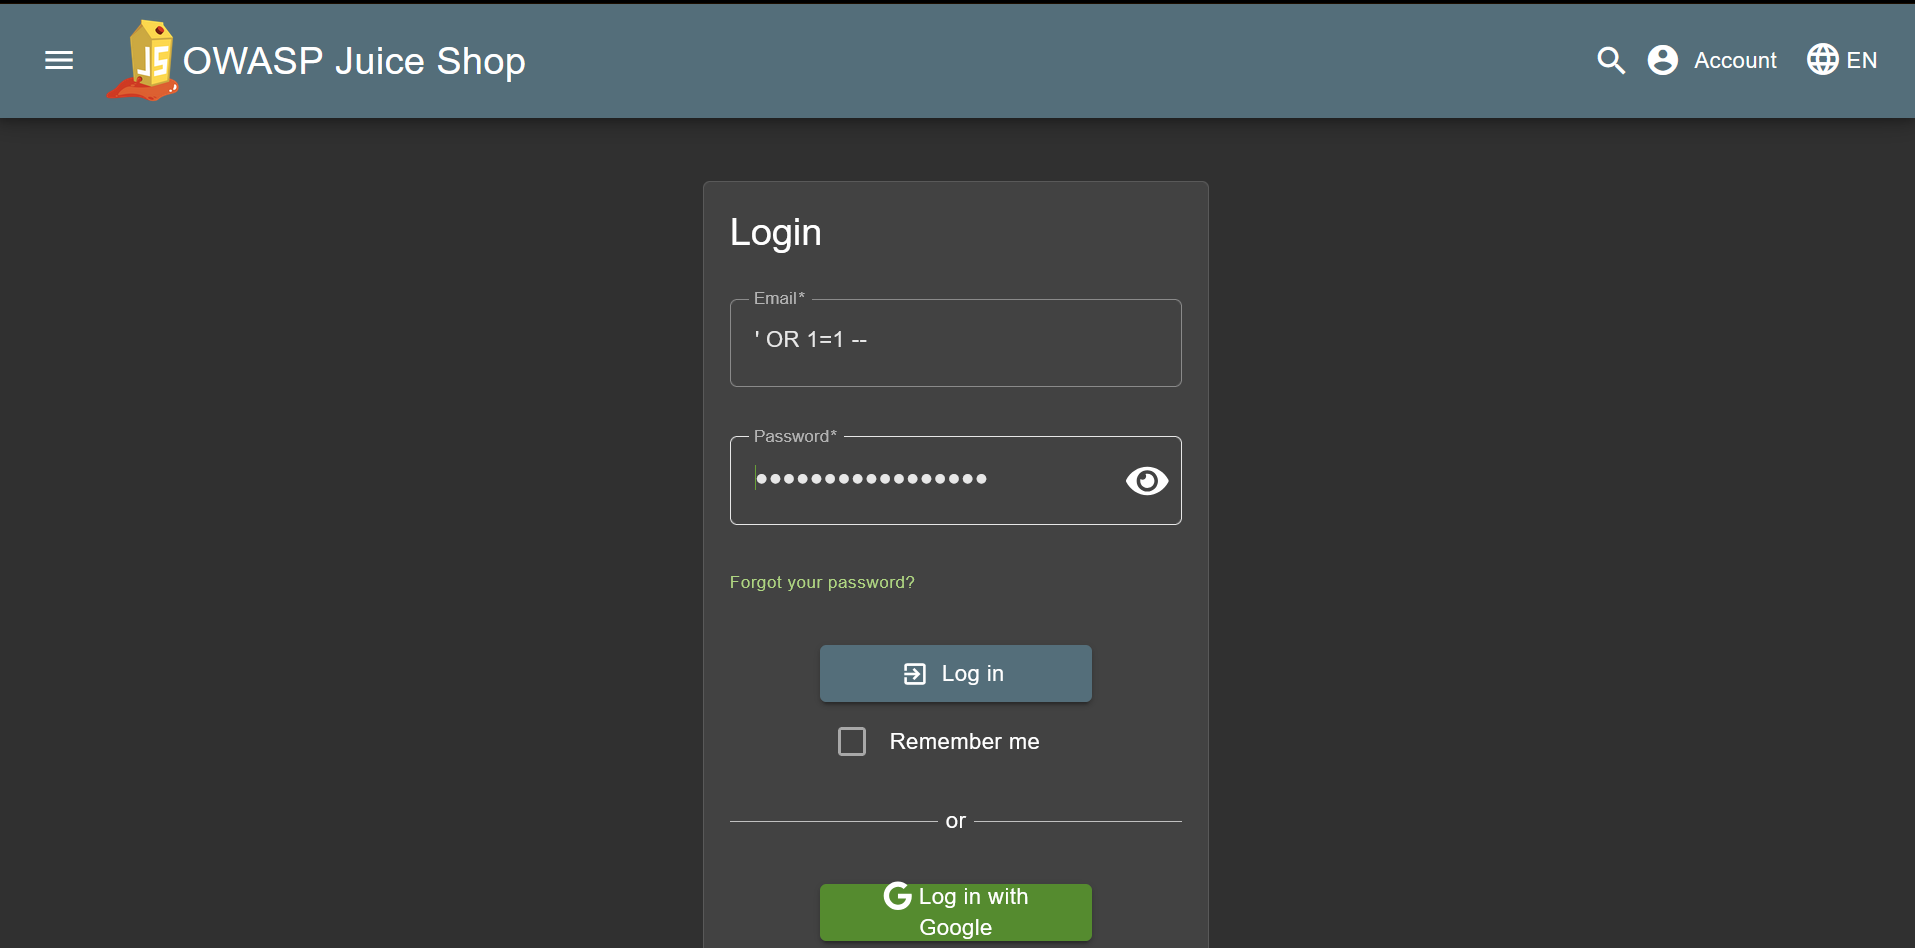 JS
OWASP Juice Shop
Account
EN
Login
Email*
' OR 1=1 --
Password*
•••••••••••••••••
Forgot your password?
Log in
Remember me
or
G Log in with
Google